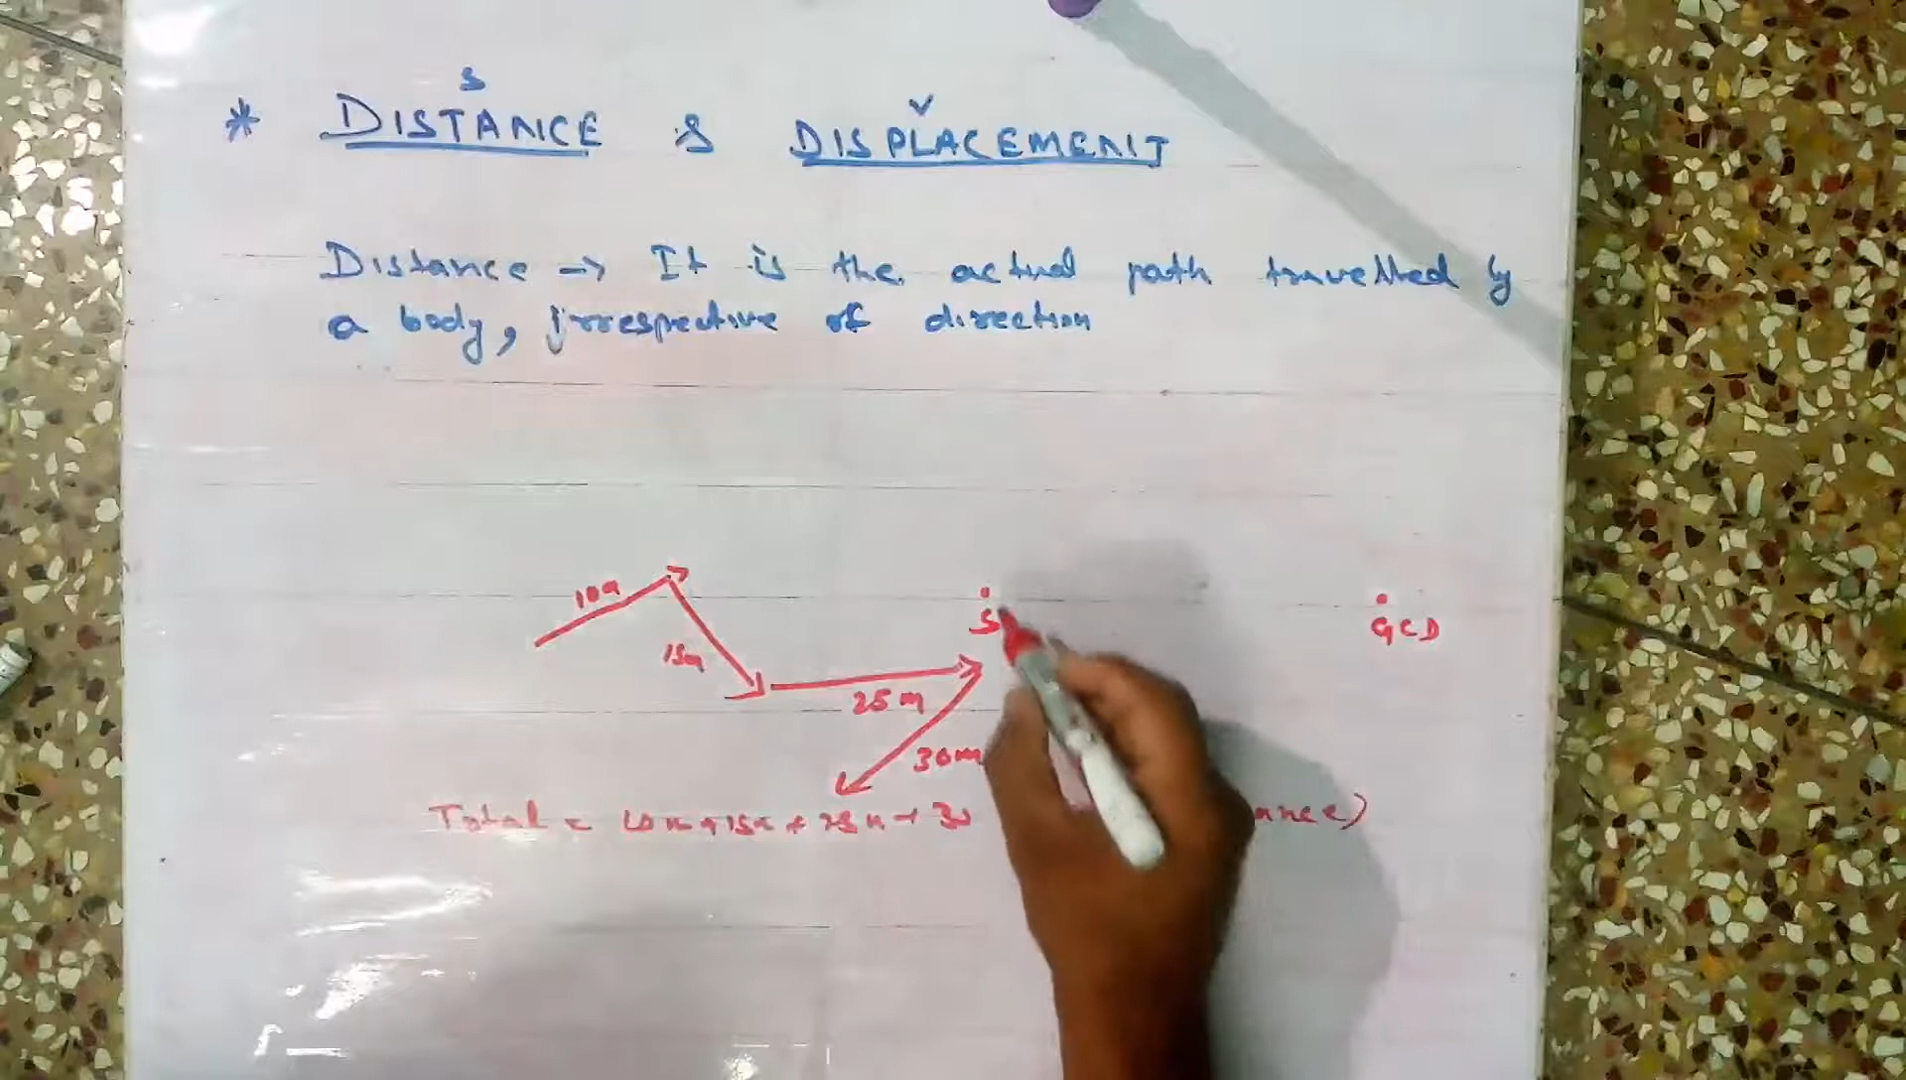 S V
* DISTANCE & DISPLACEMENT
Distance → It is the actual path travelled by
a body, irrespective of direction
10m
15m
25m
30m
S
GCD
Total = 10m+15m+25m+30